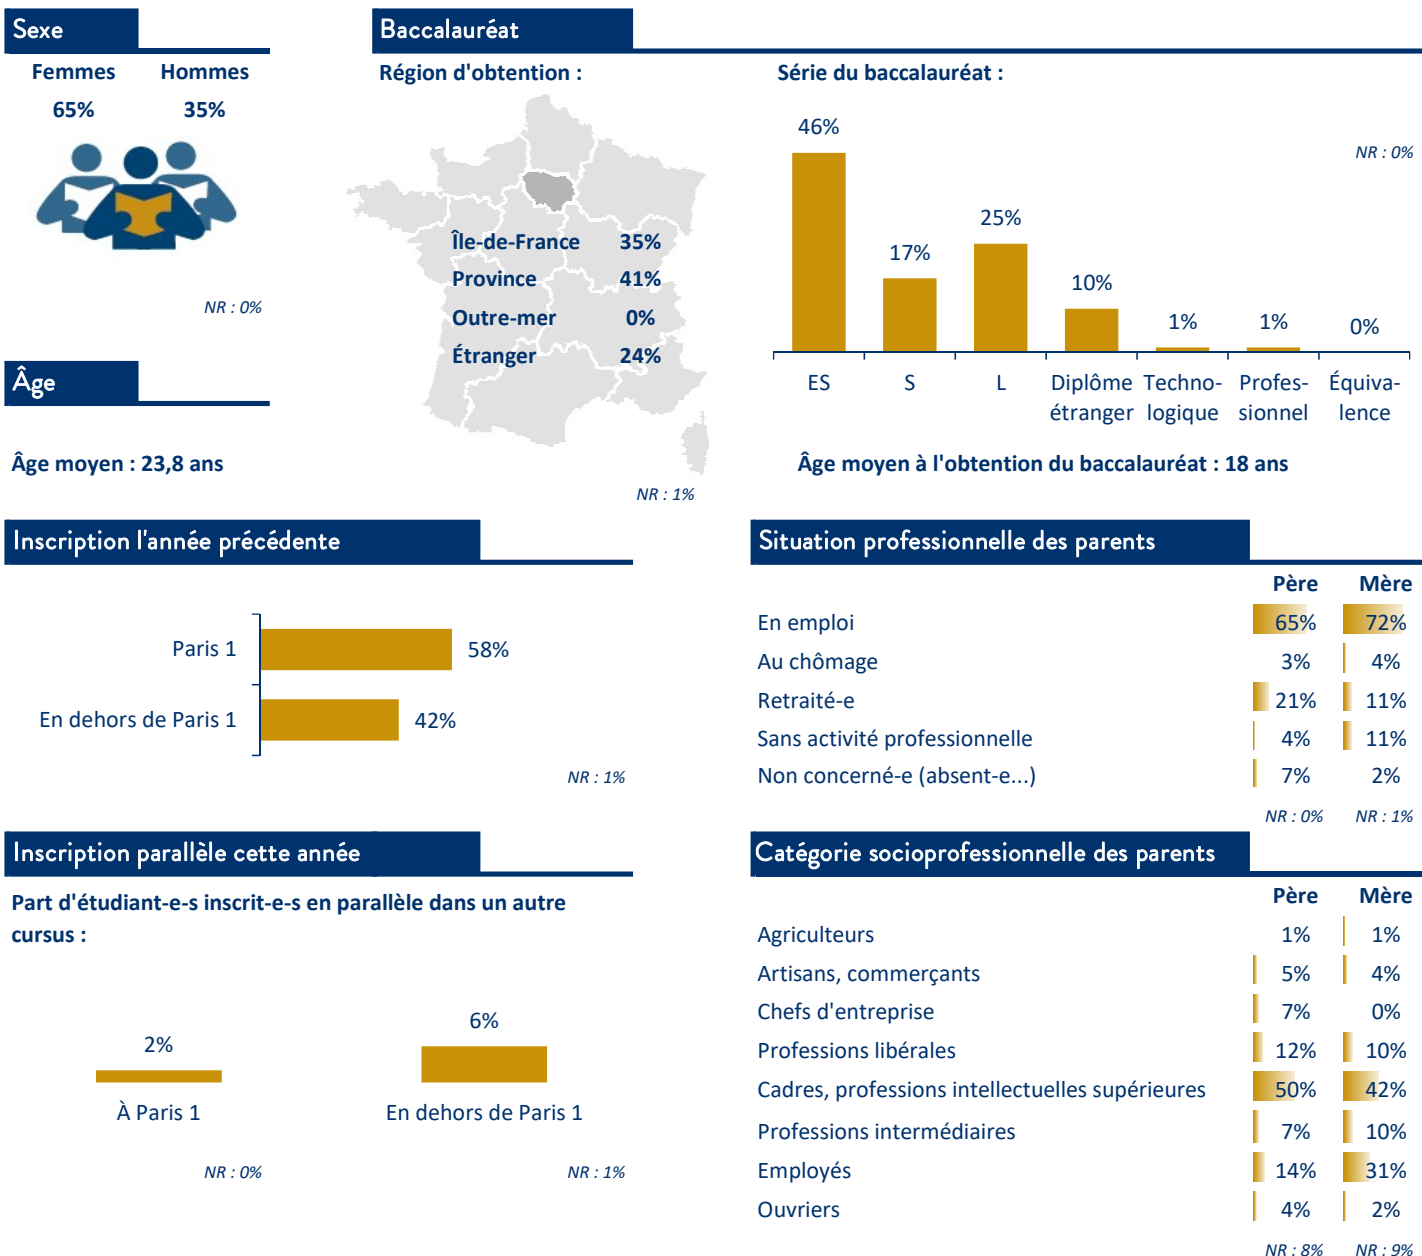 Sexe
Femmes Hommes
65% 35%
NR : 0%
Âge
Âge moyen : 23,8 ans
Baccalauréat
Région d'obtention :
Île-de-France 35%
Province 41%
Outre-mer 0%
Étranger 24%
NR : 1%
Série du baccalauréat :
NR : 0%
46% 17% 25% 10% 1% 1% 0%
ES S L Diplôme Techno- Profes- Équiva-
étranger logique sionnel lence
Âge moyen à l'obtention du baccalauréat : 18 ans
Inscription l'année précédente
Paris 1 58%
En dehors de Paris 1 42%
NR : 1%
Situation professionnelle des parents
Père Mère
En emploi 65% 72%
Au chômage 3% 4%
Retraité-e 21% 11%
Sans activité professionnelle 4% 11%
Non concerné-e (absent-e...) 7% 2%
NR : 0% NR : 1%
Inscription parallèle cette année
Part d'étudiant-e-s inscrit-e-s en parallèle dans un autre
cursus :
2% 6%
À Paris 1 En dehors de Paris 1
NR : 0% NR : 1%
Catégorie socioprofessionnelle des parents
Père Mère
Agriculteurs 1% 1%
Artisans, commerçants 5% 4%
Chefs d'entreprise 7% 0%
Professions libérales 12% 10%
Cadres, professions intellectuelles supérieures 50% 42%
Professions intermédiaires 7% 10%
Employés 14% 31%
Ouvriers 4% 2%
NR : 8% NR : 9%